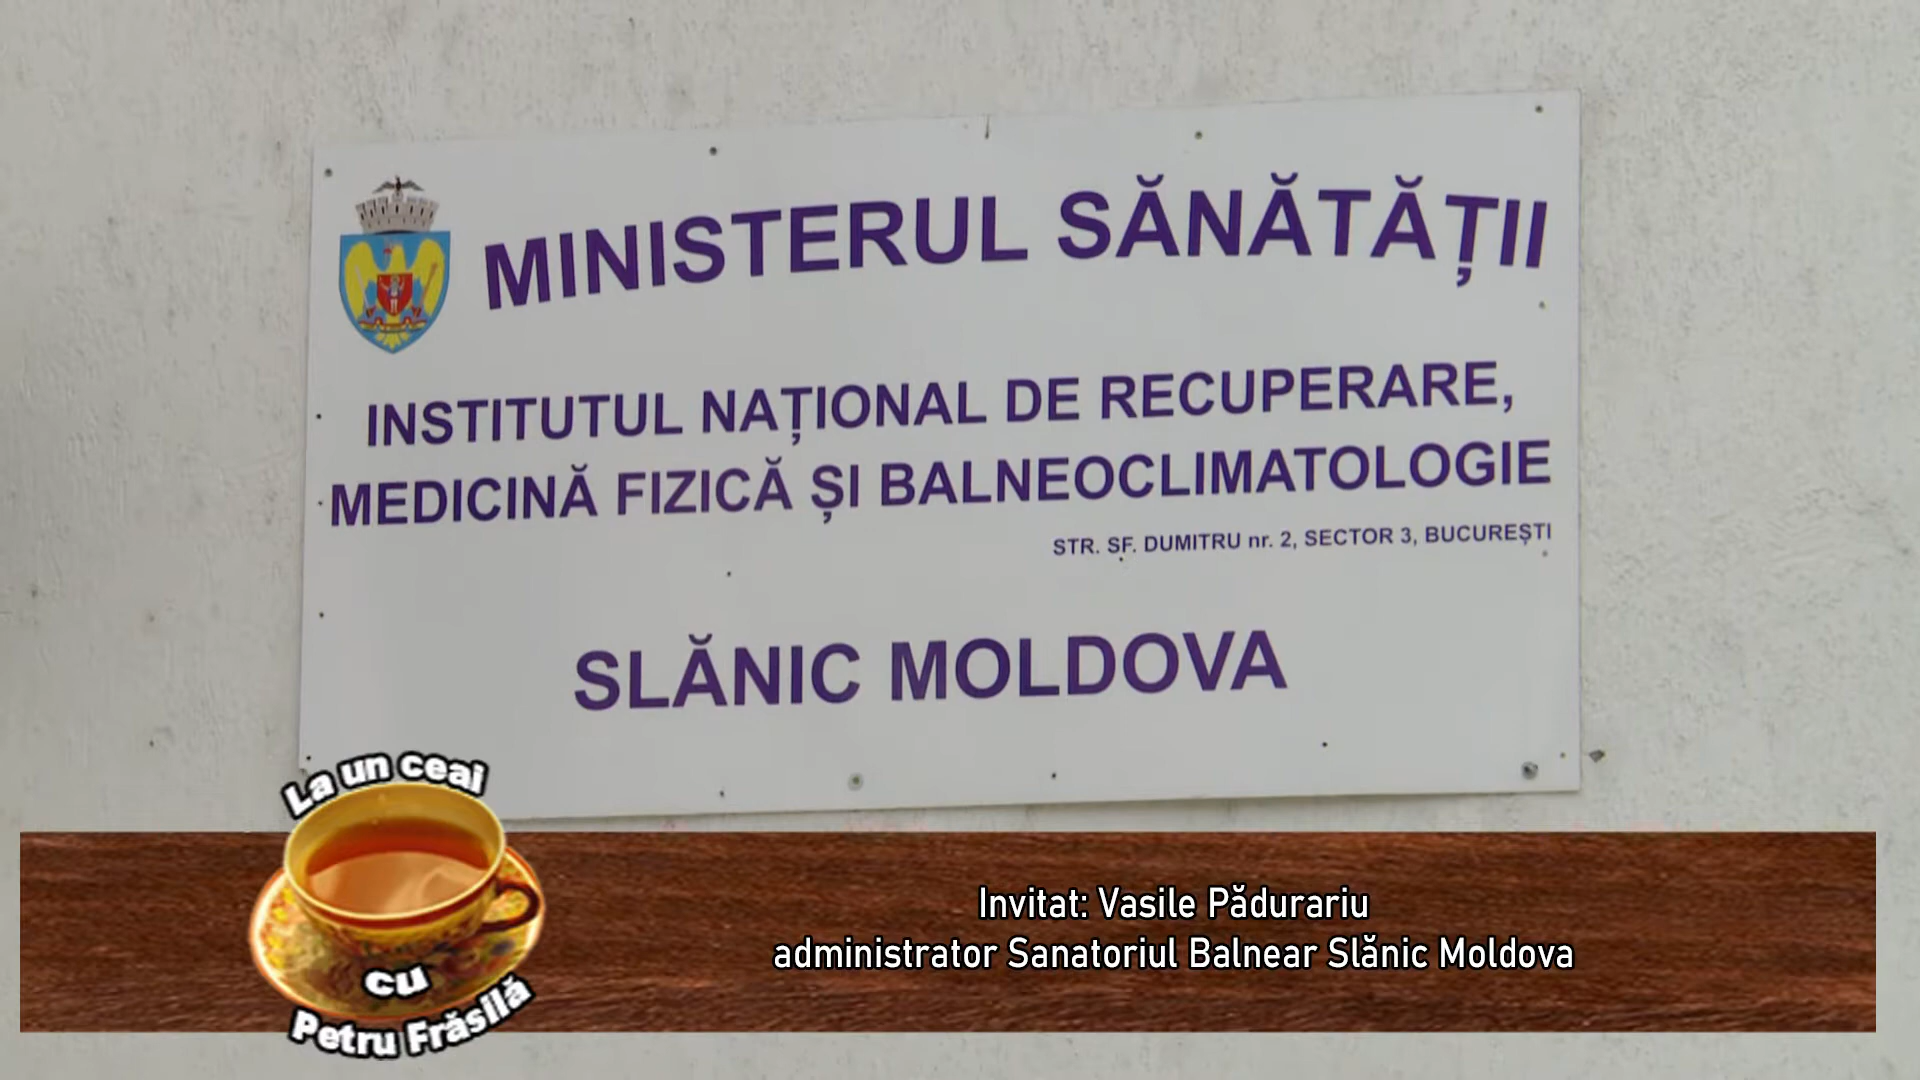 MINISTERUL SĂNĂTĂȚII
INSTITUTUL NAȚIONAL DE RECUPERARE,
MEDICINĂ FIZICĂ ȘI BALNEOCLIMATOLOGIE
STR. SF. DUMITRU nr. 2, SECTOR 3, BUCUREȘTI
SLĂNIC MOLDOVA
La un ceai
cu
Petru Frăsilă
Invitat: Vasile Pădurariu
administrator Sanatoriul Balnear Slănic Moldova